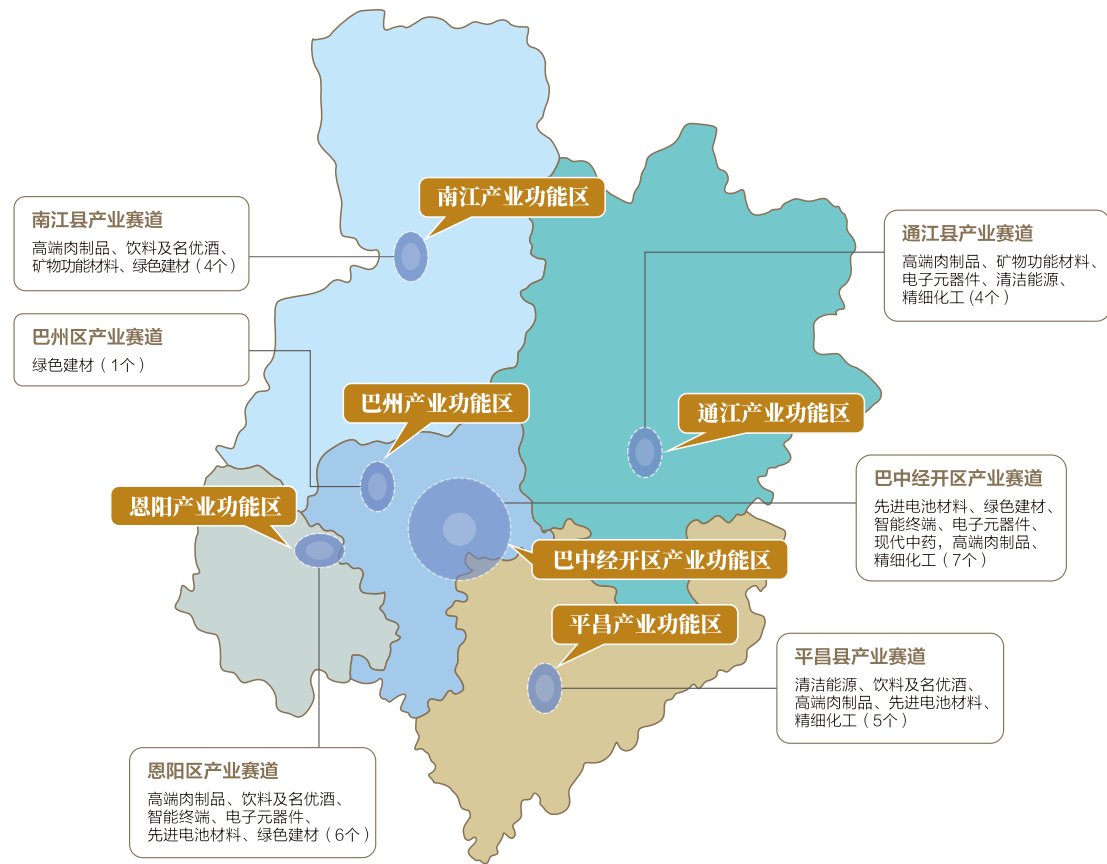 南江产业功能区
南江县产业赛道
高端肉制品、饮料及名优酒、
矿物功能材料、绿色建材（4个）
通江县产业赛道
高端肉制品、矿物功能材料、
电子元器件、清洁能源、
精细化工（4个）
巴州区产业赛道
绿色建材（1个）
巴州产业功能区
通江产业功能区
巴中经开区产业赛道
先进电池材料、绿色建材、
智能终端、电子元器件、
现代中药，高端肉制品、
精细化工（7个）
恩阳产业功能区
巴中经开区产业功能区
平昌产业功能区
平昌县产业赛道
清洁能源、饮料及名优酒、
高端肉制品、先进电池材料、
精细化工（5个）
恩阳区产业赛道
高端肉制品、饮料及名优酒、
智能终端、电子元器件、
先进电池材料、绿色建材（6个）